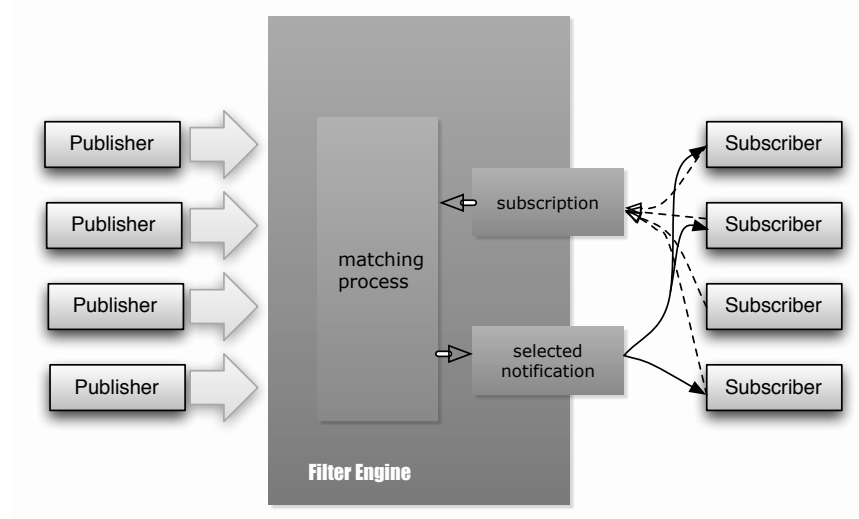 Publisher
Publisher
Publisher
Publisher
matching
process
subscription
selected
notification
Filter Engine
Subscriber
Subscriber
Subscriber
Subscriber